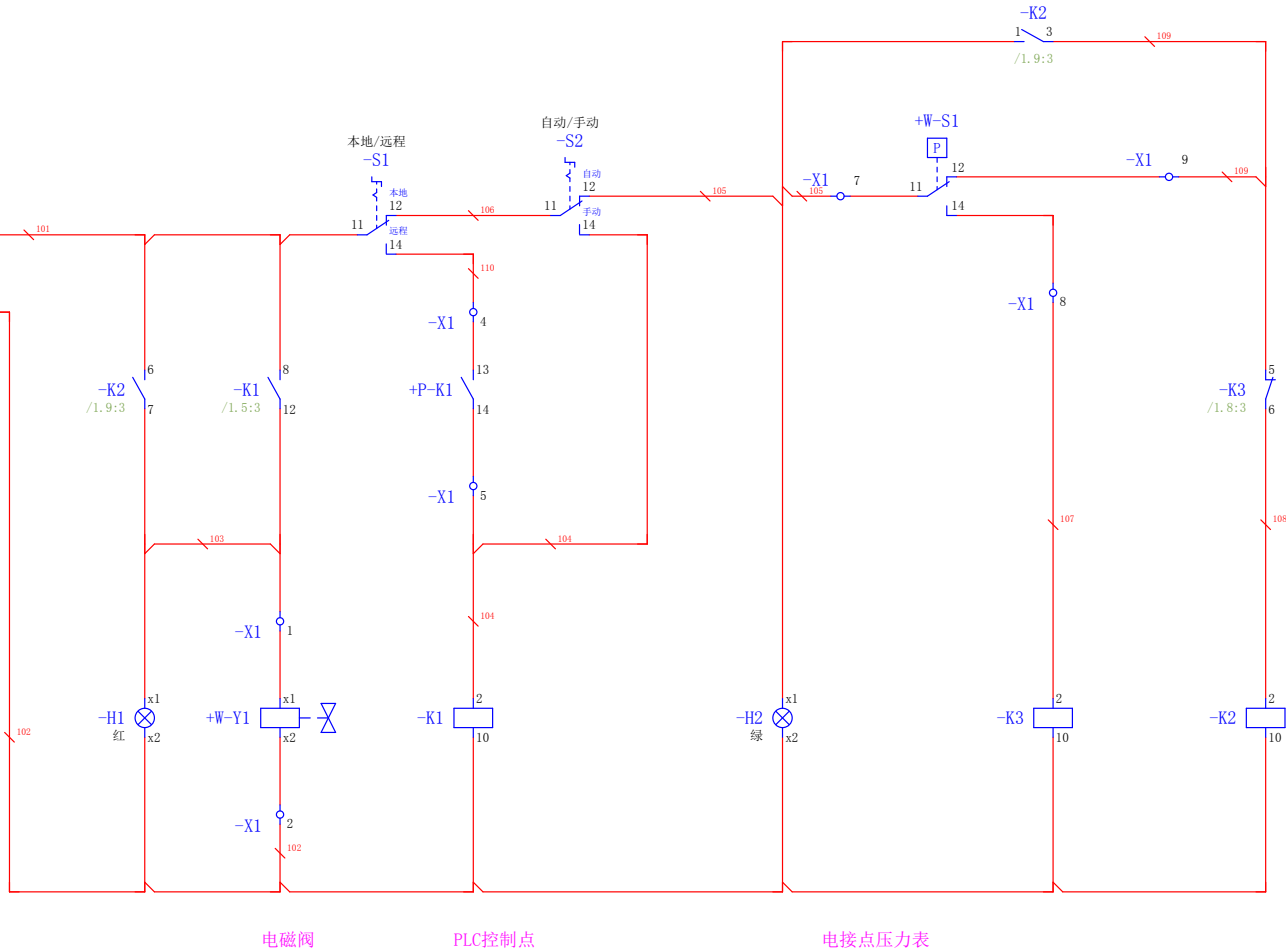 -K2
1 3
109
/1.9:3
自动/手动
-S2
+W-S1
P
本地/远程
-S1
-X1 9
自动
12
12
109
-X1 7
本地
12
105
105
11
11
手动
14
14
106
101
11
远程
14
110
-X1 4
-X1 8
-K2
/1.9:3
6
7
-K1
/1.5:3
8
12
+P-K1
13
14
-K3
/1.8:3
5
6
-X1 5
103
104
107
108
-X1 1
104
-H1
红
x1
x2
+W-Y1
x1
x2
-K1
2
10
-H2
绿
x1
x2
-K3
2
10
-K2
2
10
102
-X1 2
102
电磁阀
PLC控制点
电接点压力表